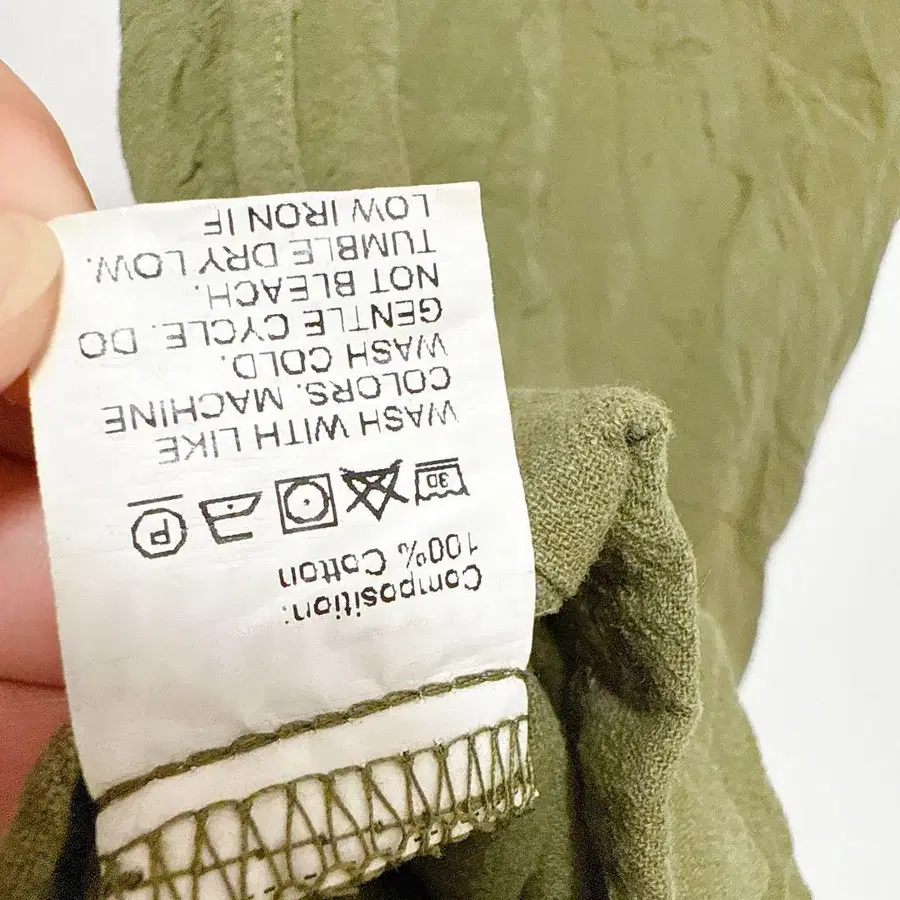 Composition:
100% Cotton
30 P
WASH WITH LIKE
COLORS. MACHINE
WASH COLD.
GENTLE CYCLE. DO
NOT BLEACH.
TUMBLE DRY LOW.
LOW IRON IF